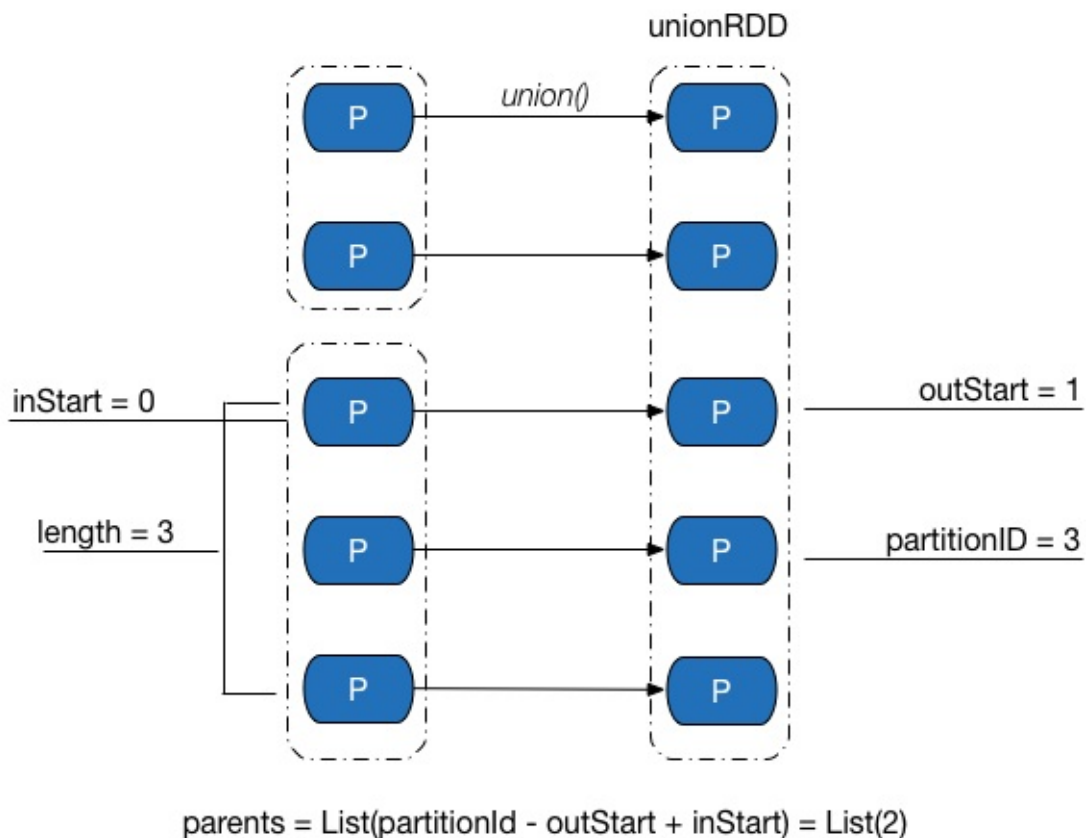 unionRDD
P
union()
P
P
P
inStart = 0
P
P
outStart = 1
length = 3
P
P
partitionID = 3
P
P
parents = List(partitionId - outStart + inStart) = List(2)